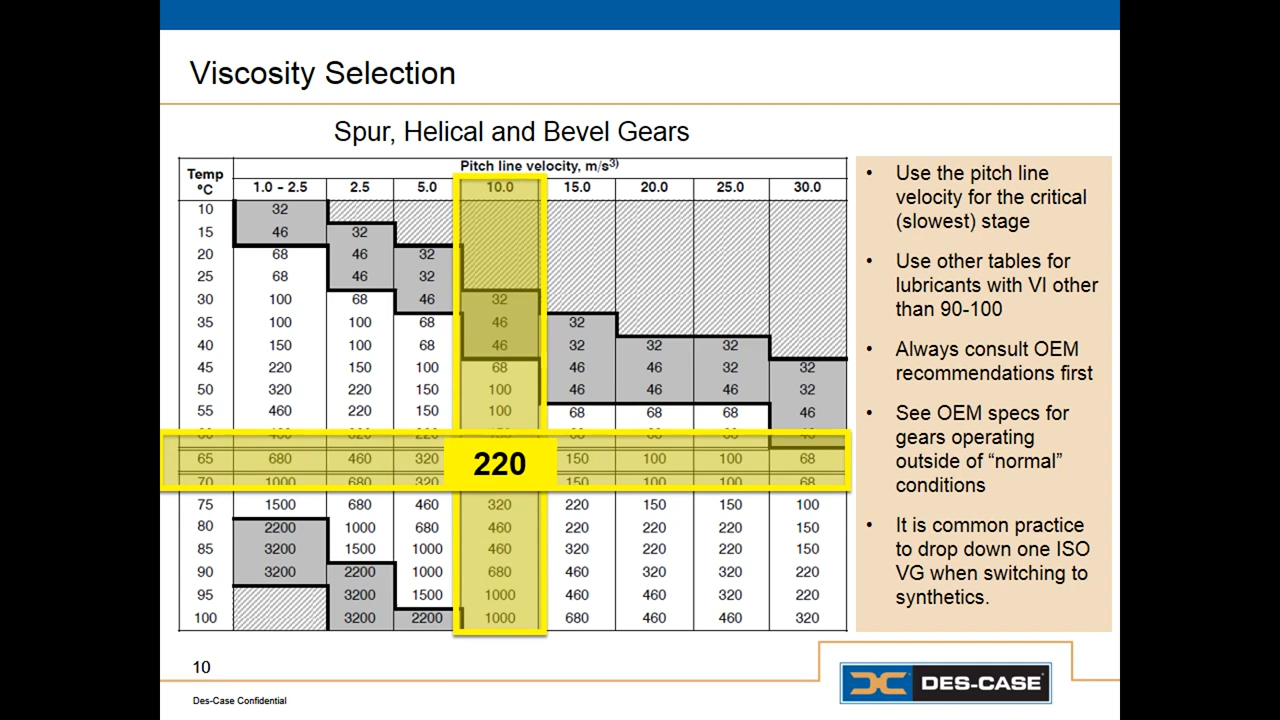 Viscosity Selection
Spur, Helical and Bevel Gears
Temp °C
Pitch line velocity, m/s3)
1.0 – 2.5 2.5 5.0 10.0 15.0 20.0 25.0 30.0
10 32
15 46 32
20 68 46 32
25 68 46 32
30 100 68 46 32
35 100 100 68 46 32
40 150 100 68 46 32 32 32
45 220 150 100 68 46 46 32 32
50 320 220 150 100 46 46 46 32
55 460 220 150 100 68 68 68 46
65 680 460 320 220 150 100 100 68
70 1000 680 320 150 100 100 68
75 1500 680 460 320 220 150 150 100
80 2200 1000 680 460 220 220 220 150
85 3200 1500 1000 460 320 220 220 150
90 3200 2200 1000 680 460 320 320 220
95 3200 1500 1000 460 460 320 220
100 3200 2200 1000 680 460 460 320
• Use the pitch line
velocity for the critical
(slowest) stage
• Use other tables for
lubricants with VI other
than 90-100
• Always consult OEM
recommendations first
• See OEM specs for
gears operating
outside of “normal”
conditions
• It is common practice
to drop down one ISO
VG when switching to
synthetics.
10
Des-Case Confidential
DES-CASE